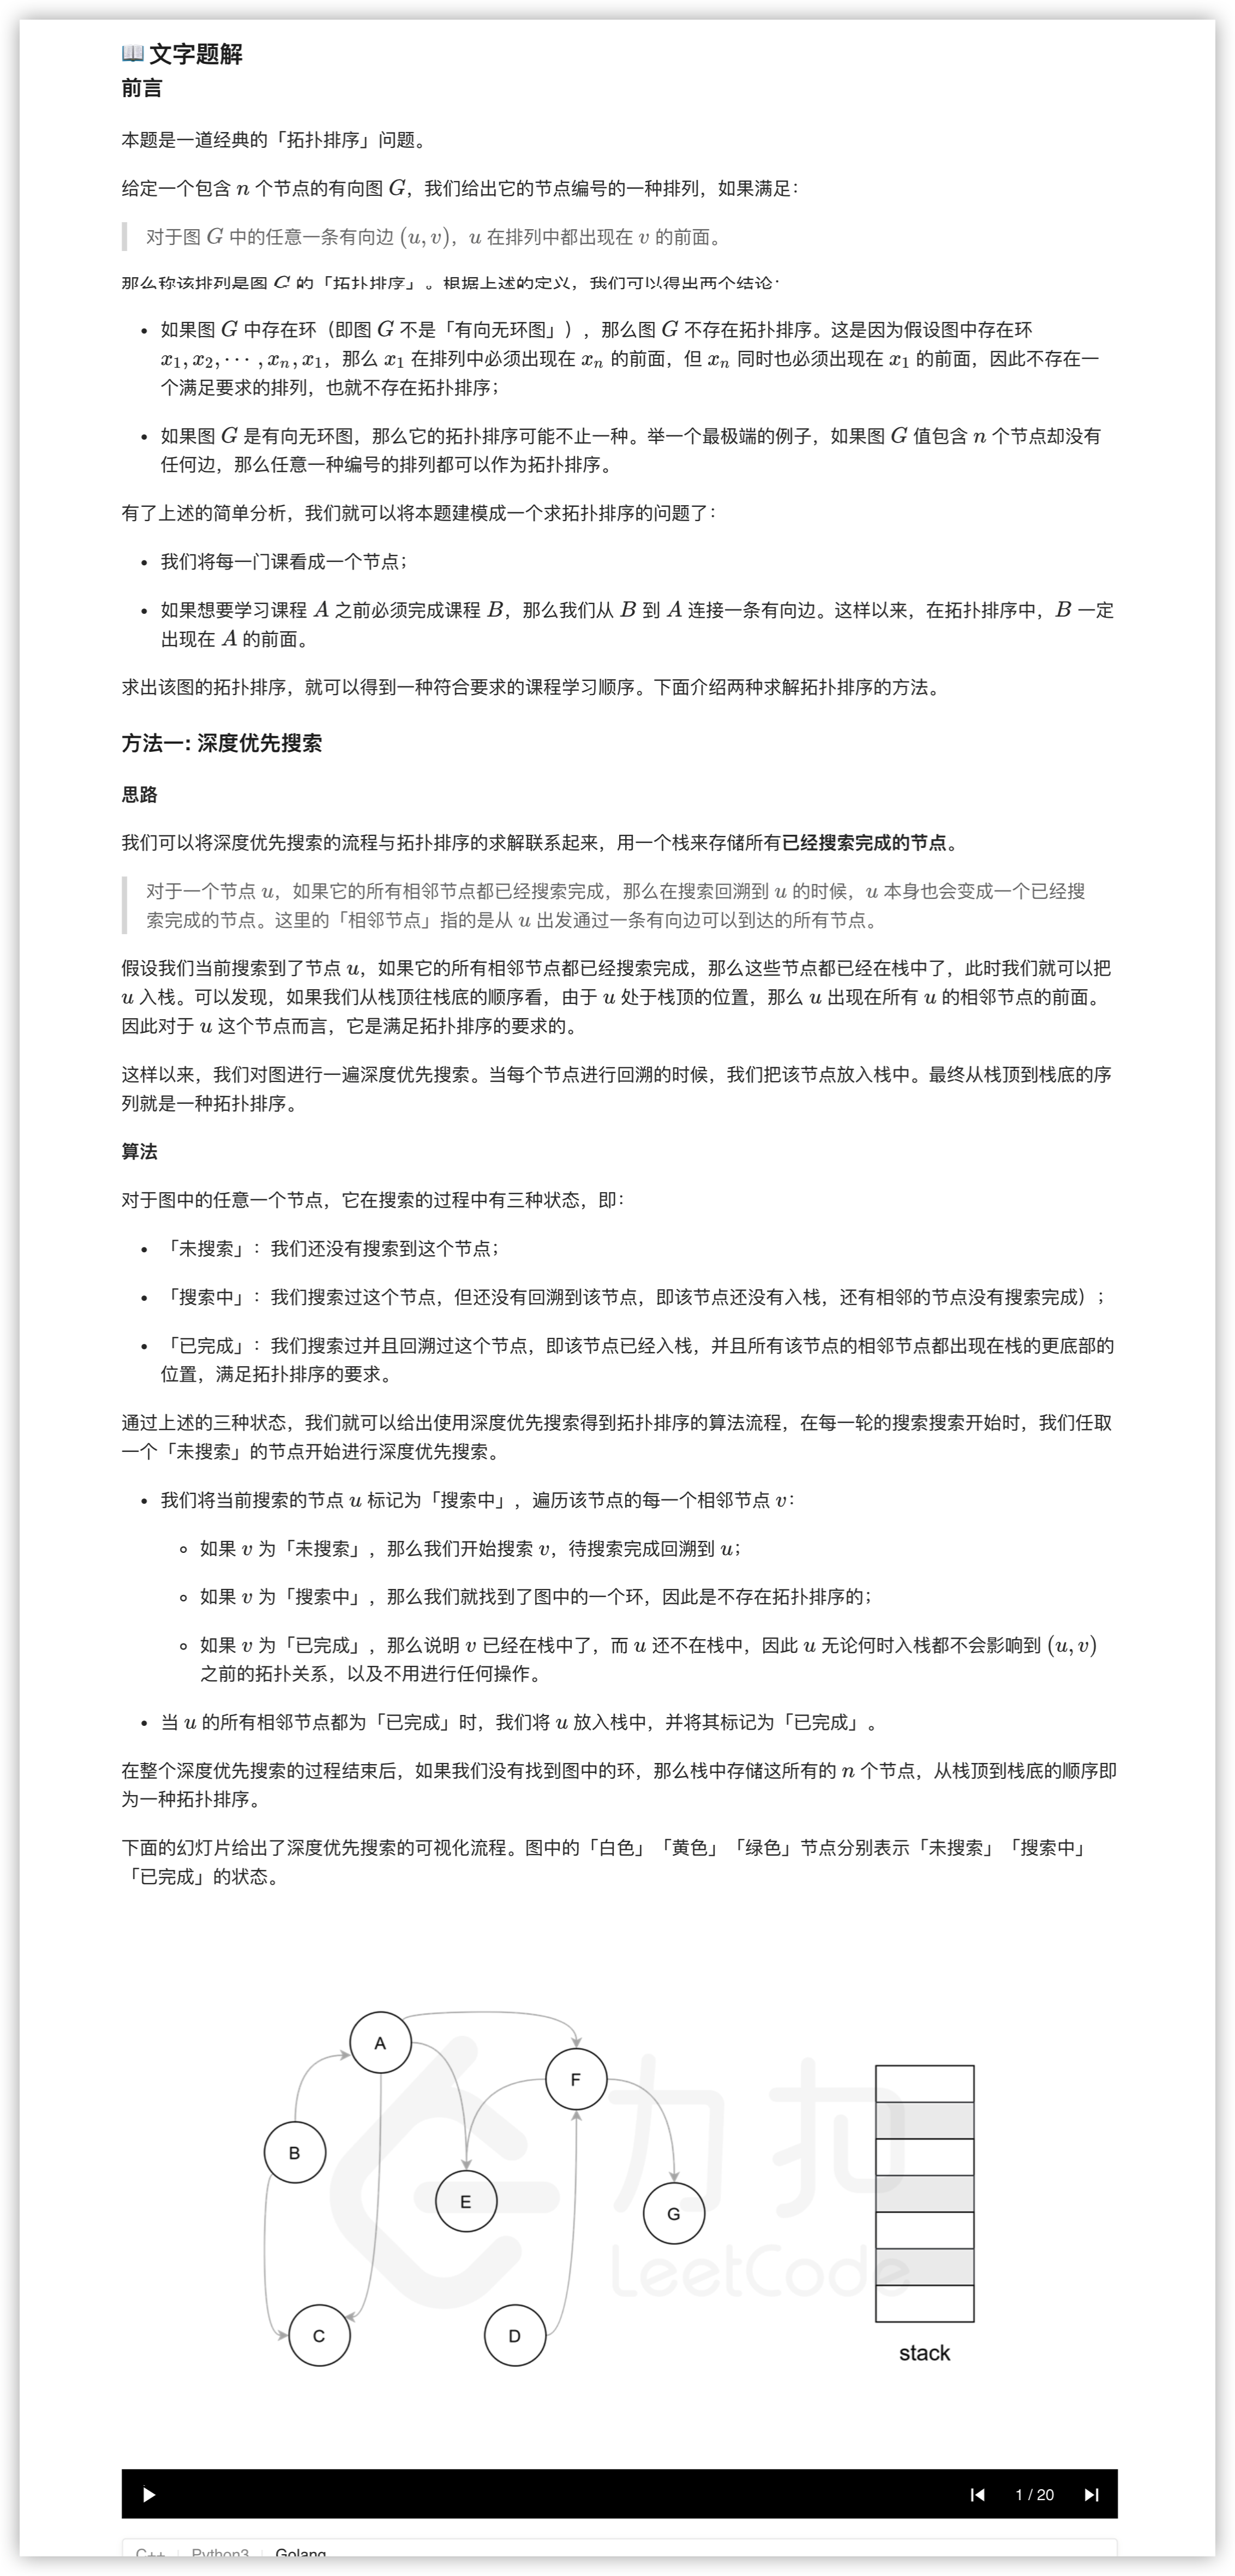 📖 文字题解
前言
本题是一道经典的「拓扑排序」问题。
给定一个包含 n 个节点的有向图 G，我们给出它的节点编号的一种排列，如果满足：
对于图 G 中的任意一条有向边 (u, v)，u 在排列中都出现在 v 的前面。
那么称该排列是图 G 的「拓扑排序」。根据上述的定义，我们可以得出两个结论：
• 如果图 G 中存在环（即图 G 不是「有向无环图」），那么图 G 不存在拓扑排序。这是因为假设图中存在环
x₁, x₂, ⋯ , xₙ, x₁，那么 x₁ 在排列中必须出现在 xₙ 的前面，但 xₙ 同时也必须出现在 x₁ 的前面，因此不存在一
个满足要求的排列，也就不存在拓扑排序；
• 如果图 G 是有向无环图，那么它的拓扑排序可能不止一种。举一个最极端的例子，如果图 G 值包含 n 个节点却没有
任何边，那么任意一种编号的排列都可以作为拓扑排序。
有了上述的简单分析，我们就可以将本题建模成一个求拓扑排序的问题了：
• 我们将每一门课看成一个节点；
• 如果想要学习课程 A 之前必须完成课程 B，那么我们从 B 到 A 连接一条有向边。这样以来，在拓扑排序中，B 一定
出现在 A 的前面。
求出该图的拓扑排序，就可以得到一种符合要求的课程学习顺序。下面介绍两种求解拓扑排序的方法。
方法一: 深度优先搜索
思路
我们可以将深度优先搜索的流程与拓扑排序的求解联系起来，用一个栈来存储所有已经搜索完成的节点。
对于一个节点 u，如果它的所有相邻节点都已经搜索完成，那么在搜索回溯到 u 的时候，u 本身也会变成一个已经搜
索完成的节点。这里的「相邻节点」指的是从 u 出发通过一条有向边可以到达的所有节点。
假设我们当前搜索到了节点 u，如果它的所有相邻节点都已经搜索完成，那么这些节点都已经在栈中了，此时我们就可以把
u 入栈。可以发现，如果我们从栈顶往栈底的顺序看，由于 u 处于栈顶的位置，那么 u 出现在所有 u 的相邻节点的前面。
因此对于 u 这个节点而言，它是满足拓扑排序的要求的。
这样以来，我们对图进行一遍深度优先搜索。当每个节点进行回溯的时候，我们把该节点放入栈中。最终从栈顶到栈底的序
列就是一种拓扑排序。
算法
对于图中的任意一个节点，它在搜索的过程中有三种状态，即：
• 「未搜索」：我们还没有搜索到这个节点；
• 「搜索中」：我们搜索过这个节点，但还没有回溯到该节点，即该节点还没有入栈，还有相邻的节点没有搜索完成）；
• 「已完成」：我们搜索过并且回溯过这个节点，即该节点已经入栈，并且所有该节点的相邻节点都出现在栈的更底部的
位置，满足拓扑排序的要求。
通过上述的三种状态，我们就可以给出使用深度优先搜索得到拓扑排序的算法流程，在每一轮的搜索搜索开始时，我们任取
一个「未搜索」的节点开始进行深度优先搜索。
• 我们将当前搜索的节点 u 标记为「搜索中」，遍历该节点的每一个相邻节点 v：
◦ 如果 v 为「未搜索」，那么我们开始搜索 v，待搜索完成回溯到 u；
◦ 如果 v 为「搜索中」，那么我们就找到了图中的一个环，因此是不存在拓扑排序的；
◦ 如果 v 为「已完成」，那么说明 v 已经在栈中了，而 u 还不在栈中，因此 u 无论何时入栈都不会影响到 (u, v)
之前的拓扑关系，以及不用进行任何操作。
• 当 u 的所有相邻节点都为「已完成」时，我们将 u 放入栈中，并将其标记为「已完成」。
在整个深度优先搜索的过程结束后，如果我们没有找到图中的环，那么栈中存储这所有的 n 个节点，从栈顶到栈底的顺序即
为一种拓扑排序。
下面的幻灯片给出了深度优先搜索的可视化流程。图中的「白色」「黄色」「绿色」节点分别表示「未搜索」「搜索中」
「已完成」的状态。
A
F
B
E
G
C
D
力扣
LeetCode
stack
1 / 20
C++ Python3 Golang